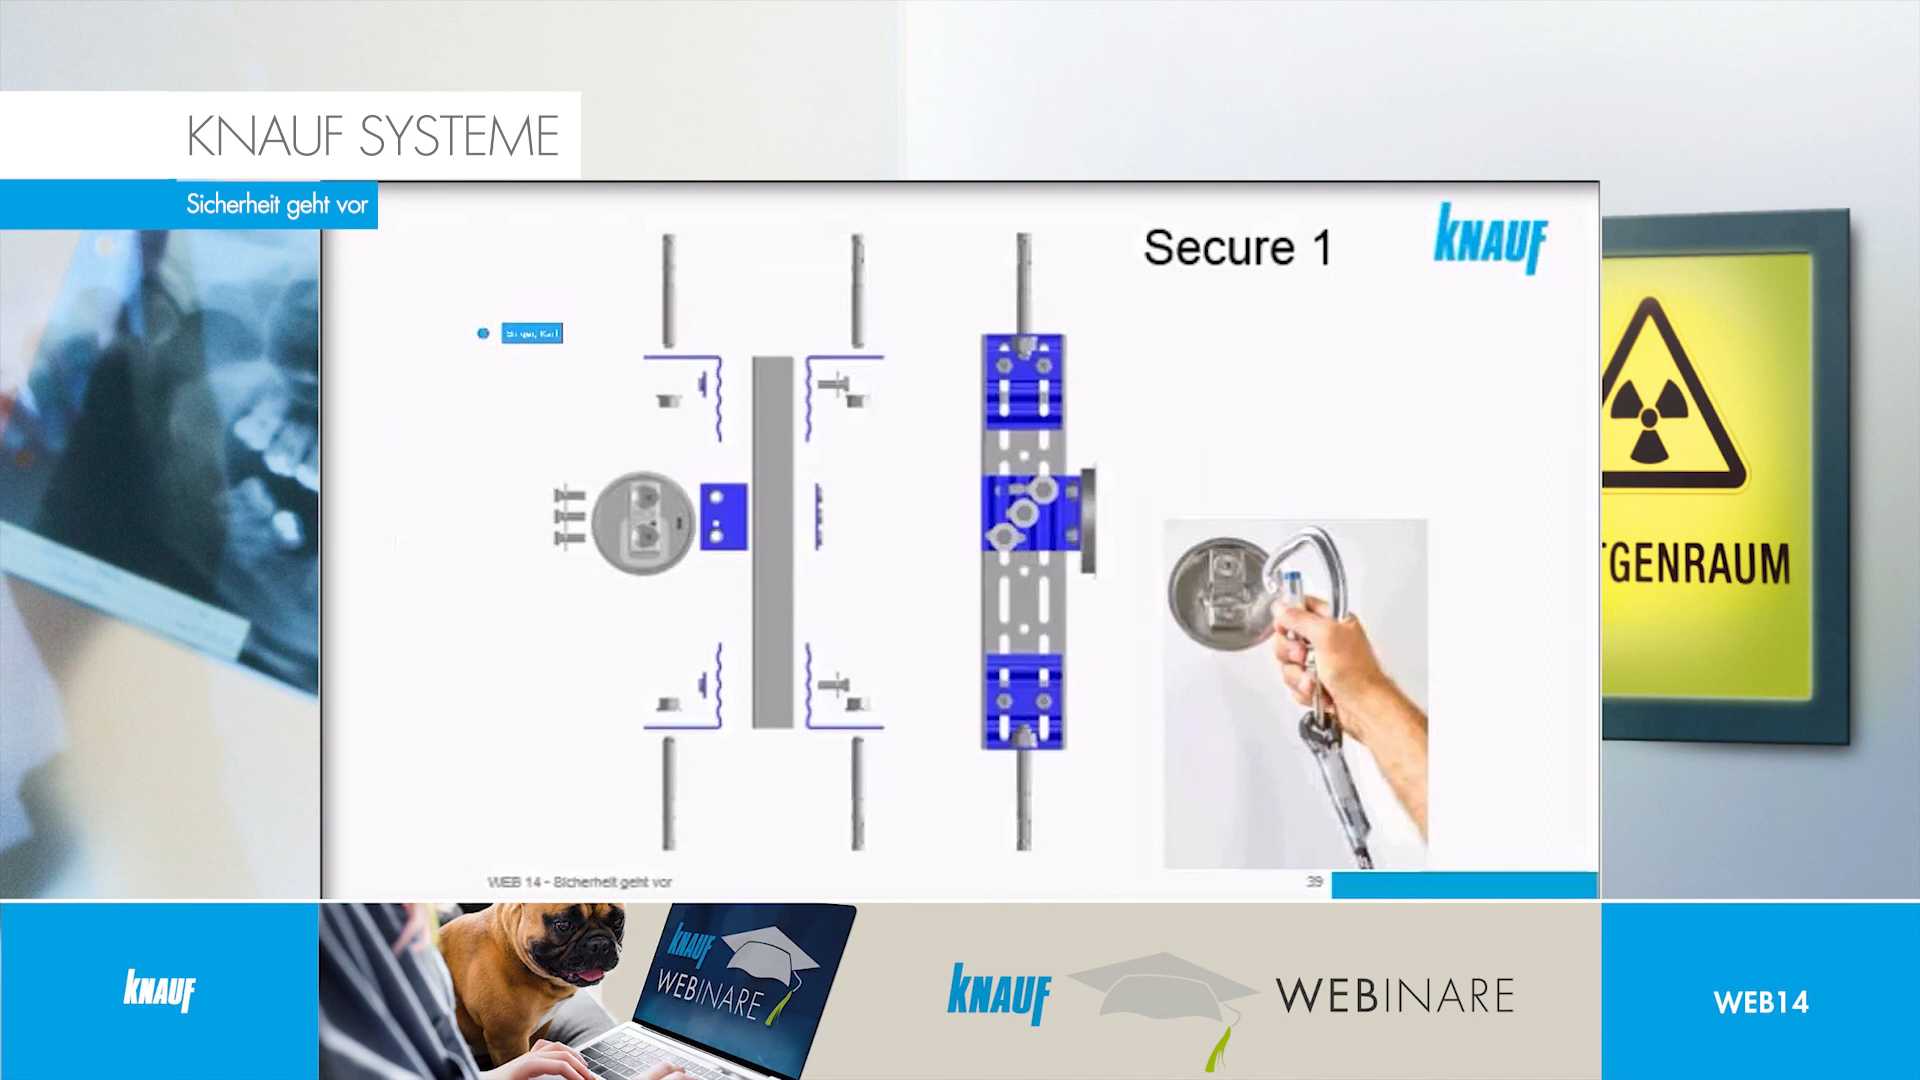 KNAUF SYSTEME
Sicherheit geht vor
Secure 1
KNAUF
TGENRAUM
WEB 14 - Sicherheit geht vor
39
KNAUF
KNAUF
WEBINARE
KNAUF
WEBINARE
WEB14